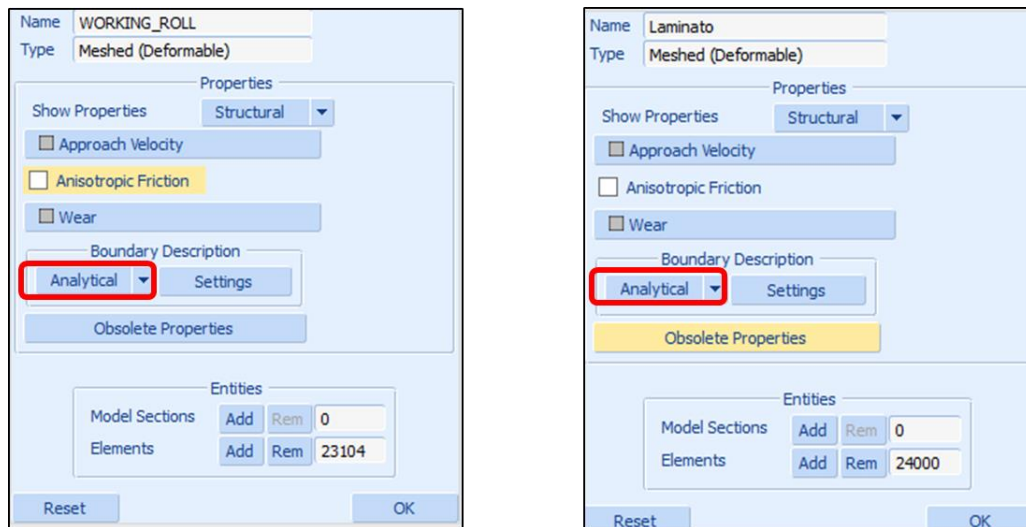 Name WORKING_ROLL
Type Meshed (Deformable)
Properties
Show Properties Structural
Approach Velocity
Anisotropic Friction
Wear
Boundary Description
Analytical Settings
Obsolete Properties
Entities
Model Sections Add Rem 0
Elements Add Rem 23104
Reset OK
Name Laminato
Type Meshed (Deformable)
Properties
Show Properties Structural
Approach Velocity
Anisotropic Friction
Wear
Boundary Description
Analytical Settings
Obsolete Properties
Entities
Model Sections Add Rem 0
Elements Add Rem 24000
Reset OK